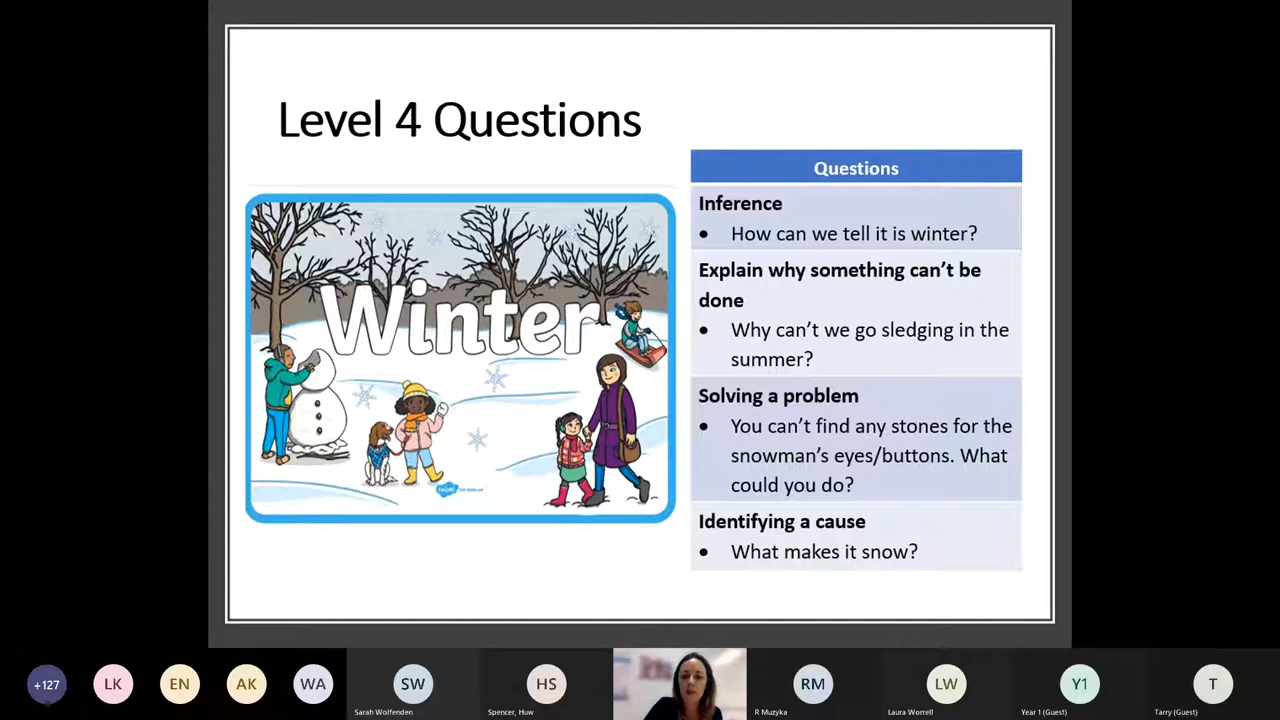 Level 4 Questions
Winter
Questions
Inference
• How can we tell it is winter?
Explain why something can't be
done
• Why can't we go sledging in the
summer?
Solving a problem
• You can't find any stones for the
snowman's eyes/buttons. What
could you do?
Identifying a cause
• What makes it snow?
+127
LK
EN
AK
WA
SW
HS
RM
LW
Y1
T
Sarah Wolfenden
Spencer, Huw
R Muzyka
Laura Worrell
Year 1 (Guest)
Tarry (Guest)